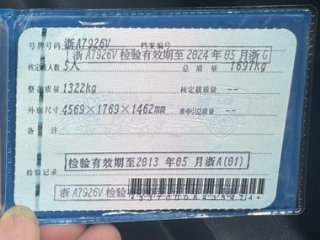 号牌号码 浙A7926V 档案编号
浙A7926V 检验有效期至2024年05月浙G
核定载人数 5人 总质量 1697kg
整备质量 1322kg 核定载质量 --
外廓尺寸 4569×1769×1462mm 准牵引总质量 --
备注
检验有效期至2013年05月浙A(01)
检验记录
浙A7926V 检验有效期至